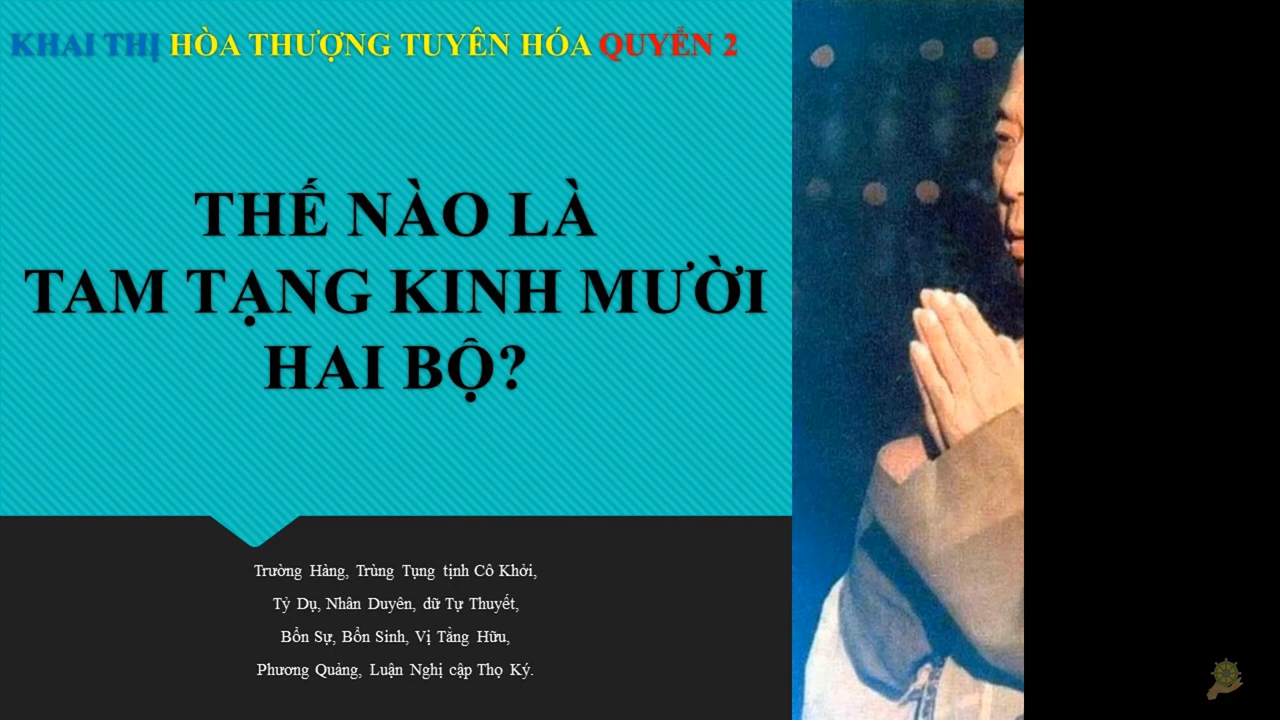 KHAI THỊ HÒA THƯỢNG TUYÊN HÓA QUYỂN 2
THẾ NÀO LÀ
TAM TẠNG KINH MƯỜI
HAI BỘ?
Trường Hàng, Trùng Tụng tịnh Cô Khởi,
Tỷ Dụ, Nhân Duyên, dữ Tự Thuyết,
Bổn Sự, Bổn Sinh, Vị Tằng Hữu,
Phương Quảng, Luận Nghị cập Thọ Ký.